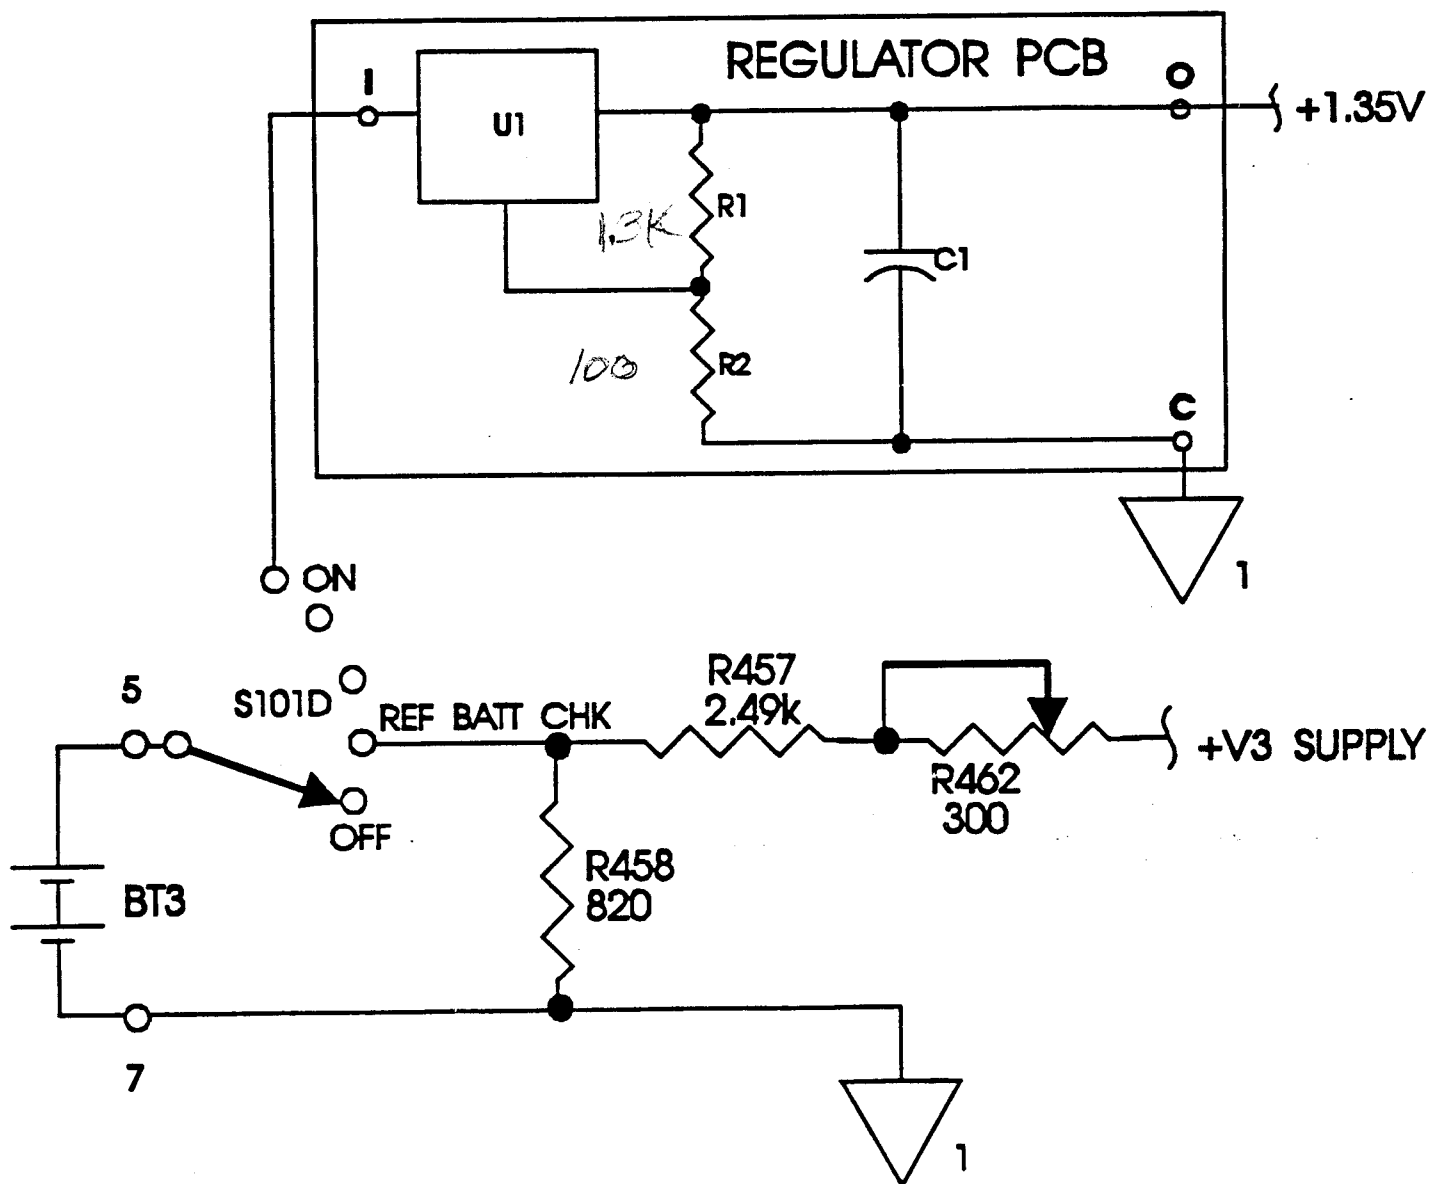 REGULATOR PCB
I
O
U1
+1.35V
R1
1.3K
C1
R2
100
C
1
ON
5
S101D
REF BATT CHK
R457
2.49k
+V3 SUPPLY
R462
300
OFF
BT3
R458
820
7
1